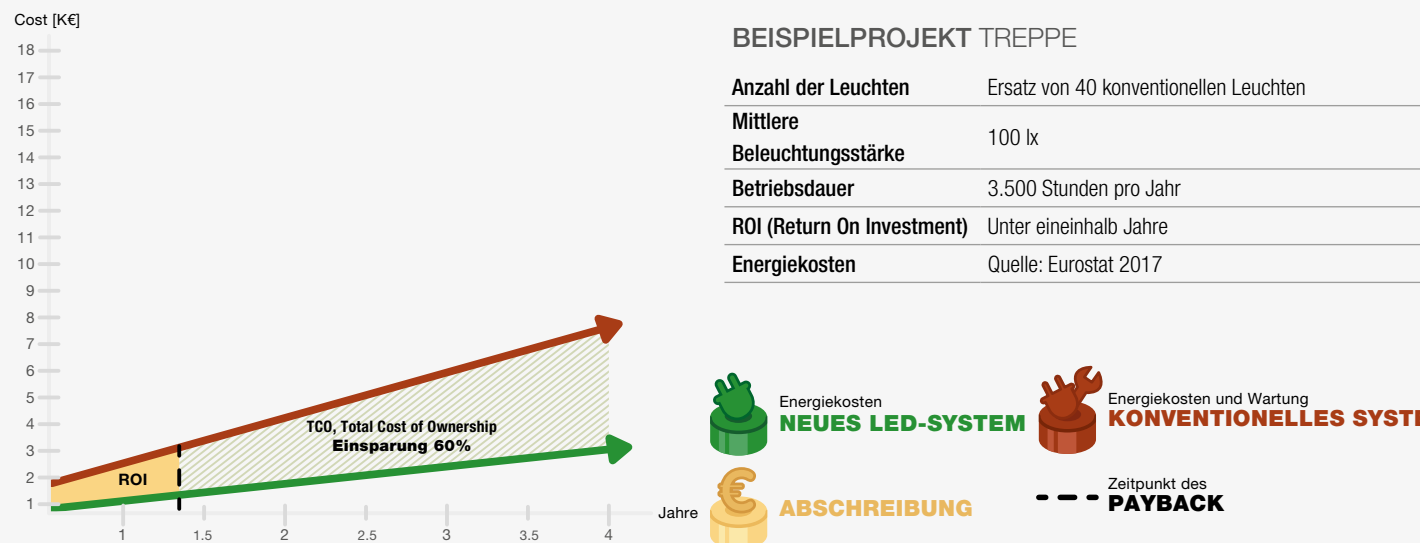 Cost [K€]
18
17
16
15
14
13
12
11
10
9
8
7
6
5
4
3
2
1
TCO, Total Cost of Ownership
Einsparung 60%
ROI
1
1.5
2
2.5
3
3.5
4
Jahre
BEISPIELPROJEKT TREPPE
Anzahl der Leuchten Ersatz von 40 konventionellen Leuchten
Mittlere
Beleuchtungsstärke 100 lx
Betriebsdauer 3.500 Stunden pro Jahr
ROI (Return On Investment) Unter eineinhalb Jahre
Energiekosten Quelle: Eurostat 2017
Energiekosten
NEUES LED-SYSTEM
Energiekosten und Wartung
KONVENTIONELLES SYSTE
€
ABSCHREIBUNG
Zeitpunkt des
PAYBACK